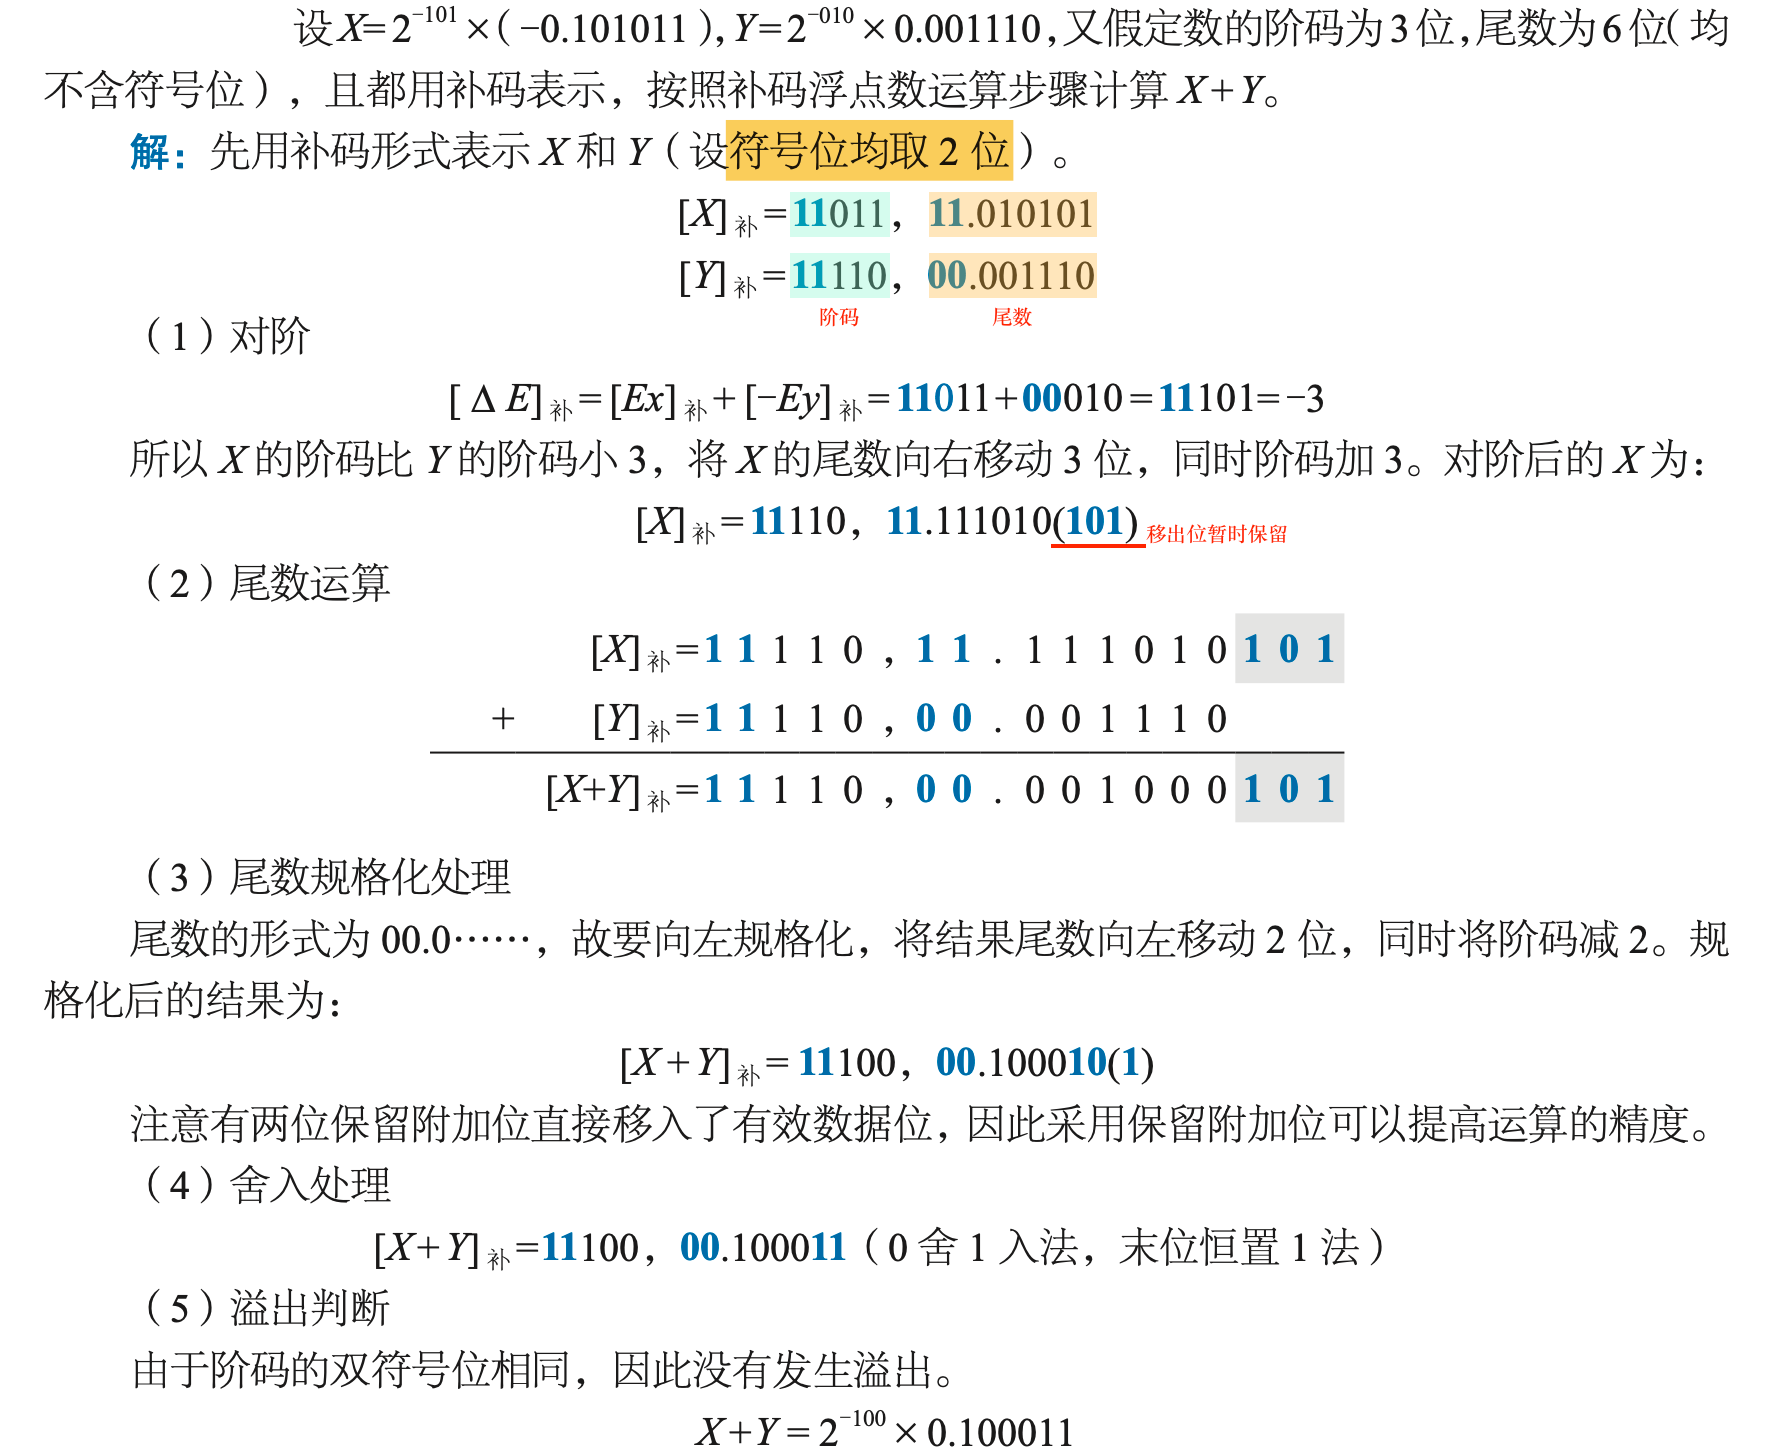 设X=2⁻¹⁰¹×(-0.101011), Y=2⁻⁰¹⁰×0.001110,又假定数的阶码为3位,尾数为6位(均
不含符号位),且都用补码表示,按照补码浮点数运算步骤计算 X+Y。
解:先用补码形式表示 X 和 Y(设符号位均取 2 位)。
[X]补=11011, 11.010101
[Y]补=11110, 00.001110
阶码 尾数
(1)对阶
[ΔE]补=[Ex]补+[-Ey]补=11011+00010=11101=-3
所以 X 的阶码比 Y 的阶码小 3,将 X 的尾数向右移动 3 位,同时阶码加 3。对阶后的 X 为:
[X]补=11110, 11.111010(101) 移出位暂时保留
(2)尾数运算
[X]补=1 1 1 1 0 , 1 1 . 1 1 1 0 1 0 1 0 1
+ [Y]补=1 1 1 1 0 , 0 0 . 0 0 1 1 1 0
[X+Y]补=1 1 1 1 0 , 0 0 . 0 0 1 0 0 0 1 0 1
(3)尾数规格化处理
尾数的形式为 00.0……,故要向左规格化,将结果尾数向左移动 2 位,同时将阶码减 2。规
格化后的结果为:
[X+Y]补=11100, 00.100010(1)
注意有两位保留附加位直接移入了有效数据位,因此采用保留附加位可以提高运算的精度。
(4)舍入处理
[X+Y]补=11100, 00.100011(0 舍 1 入法,末位恒置 1 法)
(5)溢出判断
由于阶码的双符号位相同,因此没有发生溢出。
X+Y=2⁻¹⁰⁰×0.100011